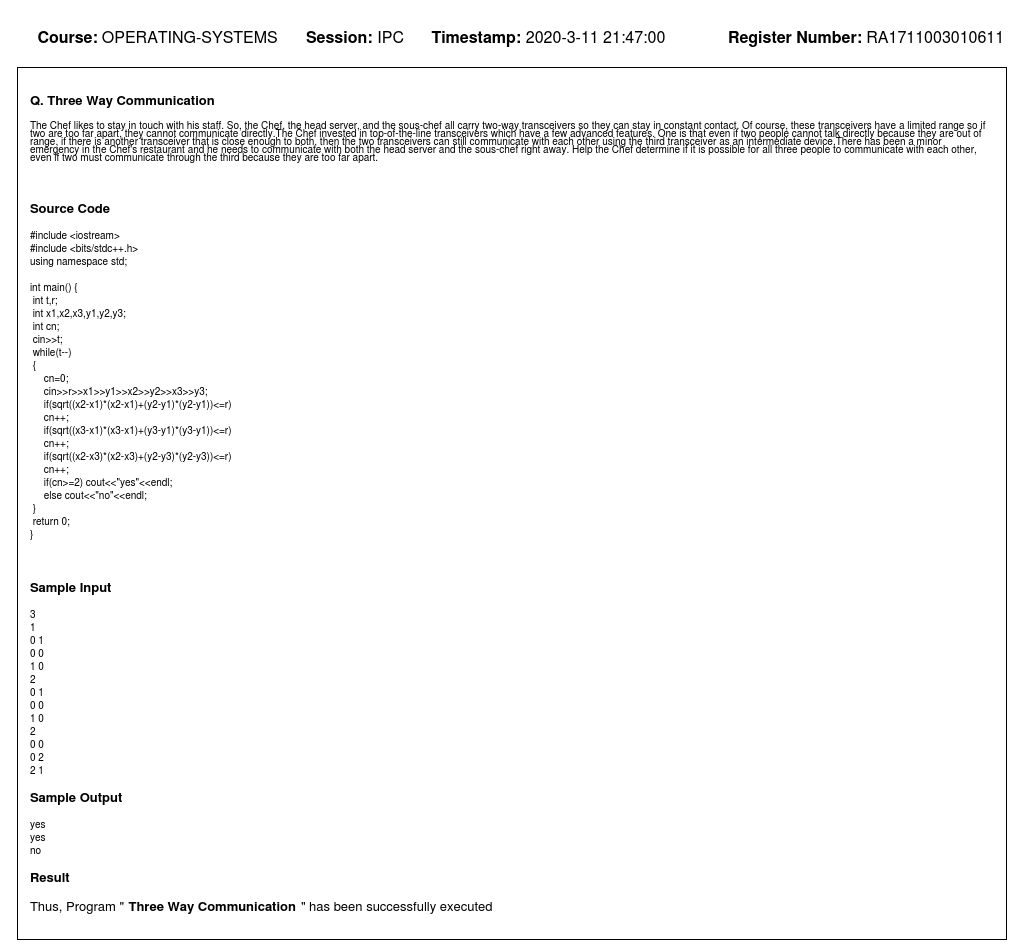 Course: OPERATING-SYSTEMS Session: IPC Timestamp: 2020-3-11 21:47:00 Register Number: RA1711003010611
Q. Three Way Communication
The Chef likes to stay in touch with his staff. So, the Chef, the head server, and the sous-chef all carry two-way transceivers so they can stay in constant contact. Of course, these transceivers have a limited range so if
two are too far apart, they cannot communicate directly.The Chef invested in top-of-the-line transceivers which have a few advanced features. One is that even if two people cannot talk directly because they are out of
range, if there is another transceiver that is close enough to both, then the two transceivers can still communicate with each other using the third transceiver as an intermediate device.There has been a minor
emergency in the Chef's restaurant and he needs to communicate with both the head server and the sous-chef right away. Help the Chef determine if it is possible for all three people to communicate with each other,
even if two must communicate through the third because they are too far apart.
Source Code
#include <iostream>
#include <bits/stdc++.h>
using namespace std;
int main() {
int t,r;
int x1,x2,x3,y1,y2,y3;
int cn;
cin>>t;
while(t--)
{
cn=0;
cin>>r>>x1>>y1>>x2>>y2>>x3>>y3;
if(sqrt((x2-x1)*(x2-x1)+(y2-y1)*(y2-y1))<=r)
cn++;
if(sqrt((x3-x1)*(x3-x1)+(y3-y1)*(y3-y1))<=r)
cn++;
if(sqrt((x2-x3)*(x2-x3)+(y2-y3)*(y2-y3))<=r)
cn++;
if(cn>=2) cout<<"yes"<<endl;
else cout<<"no"<<endl;
}
return 0;
}
Sample Input
3
1
0 1
0 0
1 0
2
0 1
0 0
1 0
2
0 0
0 2
2 1
Sample Output
yes
yes
no
Result
Thus, Program " Three Way Communication " has been successfully executed